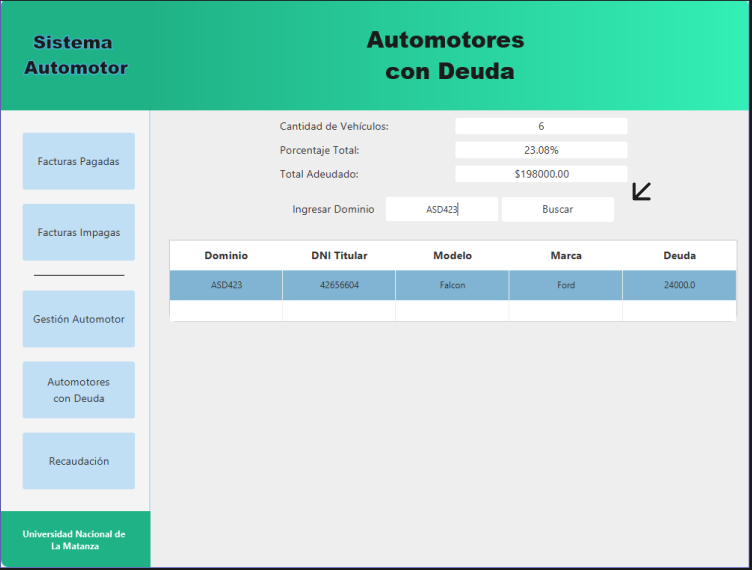 Sistema
Automotor
Automotores
con Deuda
Facturas Pagadas
Facturas Impagas
Gestión Automotor
Automotores
con Deuda
Recaudación
Universidad Nacional de
La Matanza
Cantidad de Vehículos: 6
Porcentaje Total: 23.08%
Total Adeudado: $198000.00
Ingresar Dominio ASD423 Buscar
Dominio DNI Titular Modelo Marca Deuda
ASD423 42656604 Falcon Ford 24000.0